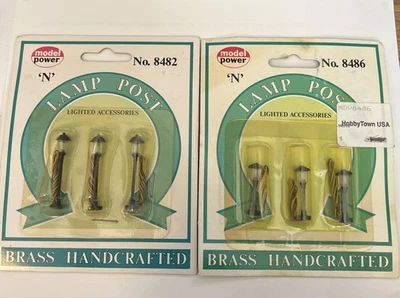 model
power
No. 8482
'N'
LAMP POST
LIGHTED ACCESSORIES
BRASS HANDCRAFTED
model
power
No. 8486
'N'
LAMP POST
LIGHTED ACCESSORIES
HobbyTown USA
BRASS HANDCRAFTED